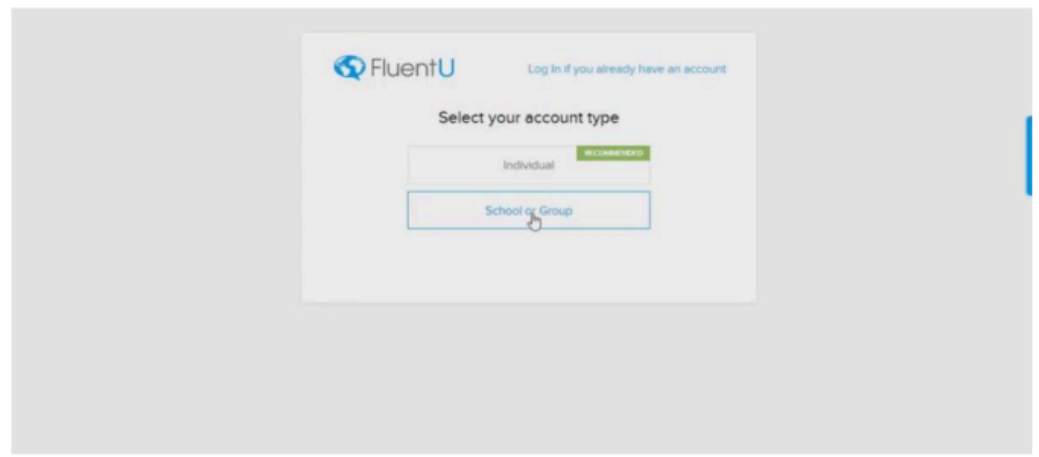 FluentU
Log In if you already have an account
Select your account type
RECOMMENDED
Individual
School or Group